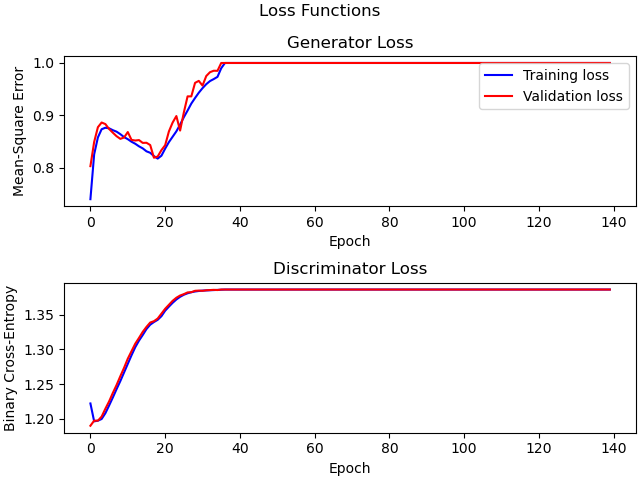 Loss Functions
Generator Loss
Mean-Square Error
1.0
0.9
0.8
Training loss
Validation loss
0 20 40 60 80 100 120 140
Epoch
Discriminator Loss
Binary Cross-Entropy
1.35
1.30
1.25
1.20
0 20 40 60 80 100 120 140
Epoch